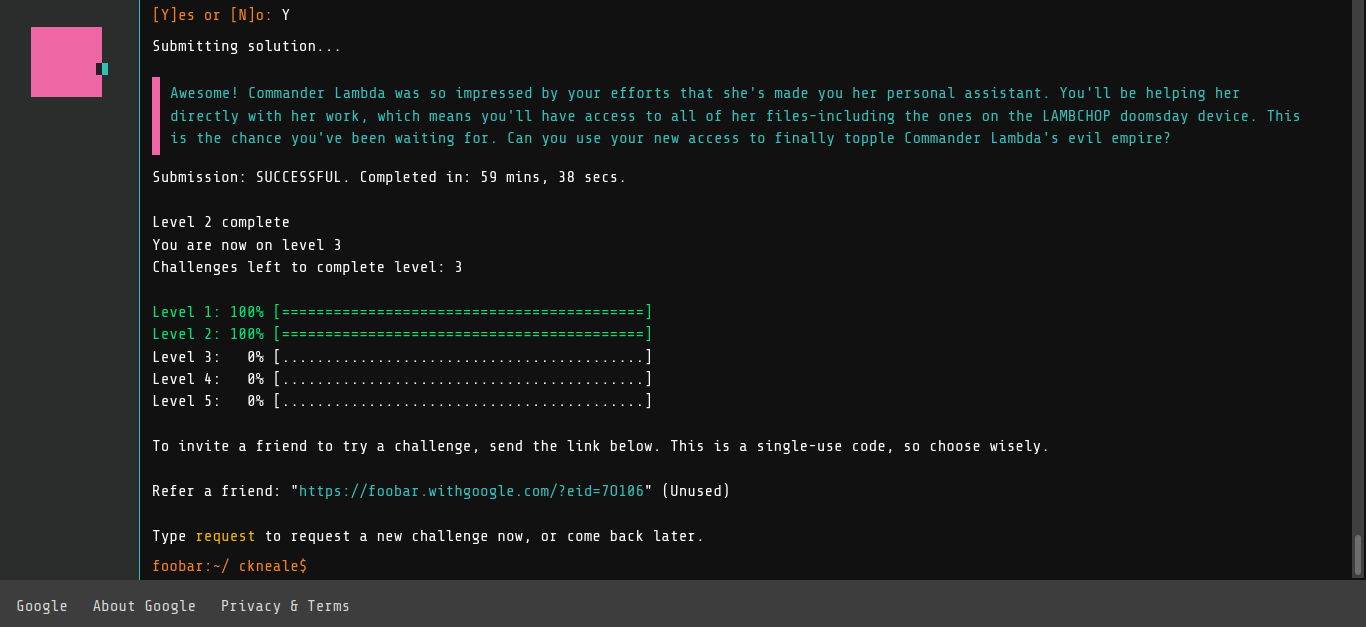 [Y]es or [N]o: Y
Submitting solution...
Awesome! Commander Lambda was so impressed by your efforts that she's made you her personal assistant. You'll be helping her
directly with her work, which means you'll have access to all of her files-including the ones on the LAMBCHOP doomsday device. This
is the chance you've been waiting for. Can you use your new access to finally topple Commander Lambda's evil empire?
Submission: SUCCESSFUL. Completed in: 59 mins, 38 secs.
Level 2 complete
You are now on level 3
Challenges left to complete level: 3
Level 1: 100% [==========================================]
Level 2: 100% [==========================================]
Level 3:   0% [..........................................]
Level 4:   0% [..........................................]
Level 5:   0% [..........................................]
To invite a friend to try a challenge, send the link below. This is a single-use code, so choose wisely.
Refer a friend: "https://foobar.withgoogle.com/?eid=7O106" (Unused)
Type request to request a new challenge now, or come back later.
foobar:~/ ckneale$
Google About Google Privacy & Terms